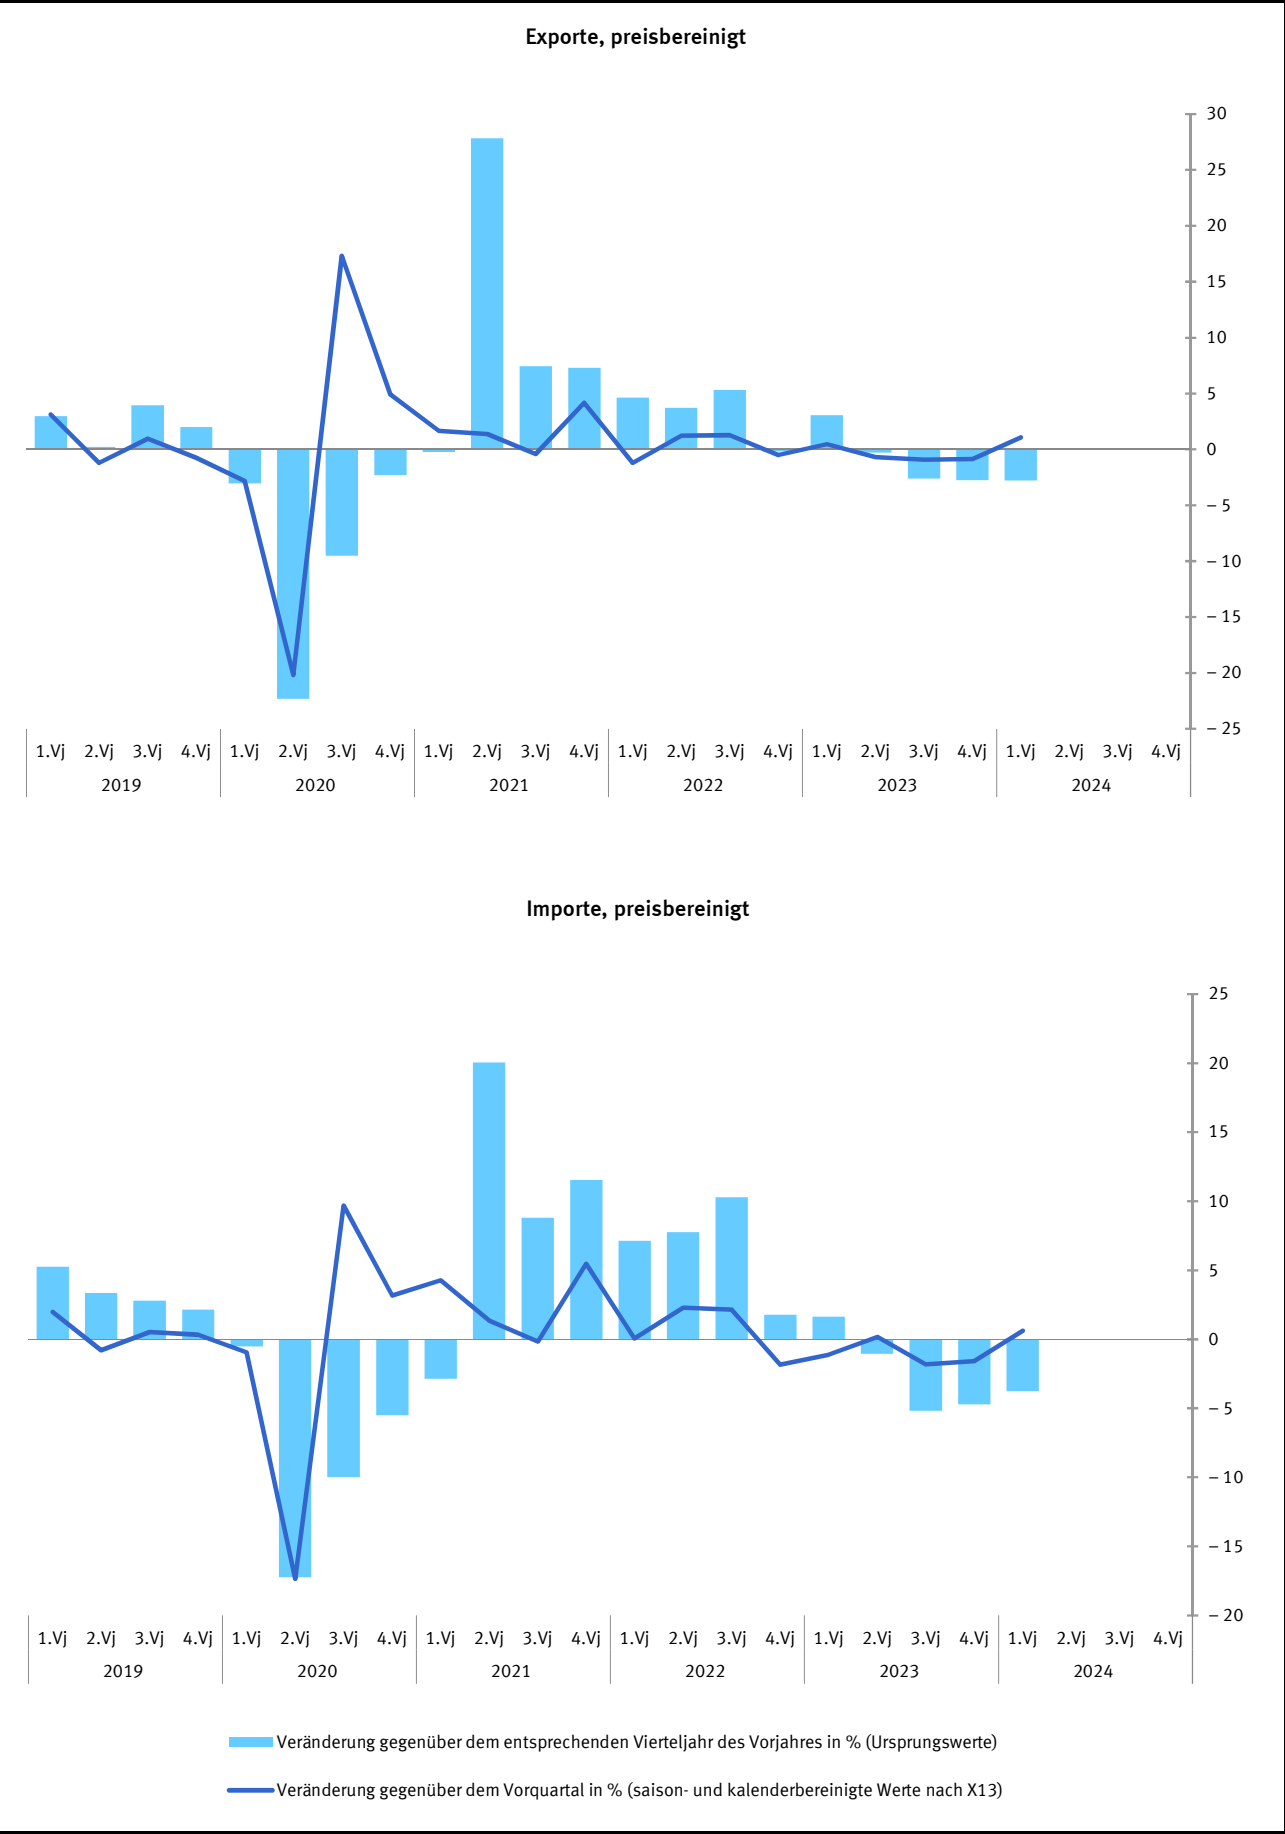 Exporte, preisbereinigt
30
25
20
15
10
5
0
– 5
– 10
– 15
– 20
– 25
1.Vj 2.Vj 3.Vj 4.Vj 1.Vj 2.Vj 3.Vj 4.Vj 1.Vj 2.Vj 3.Vj 4.Vj 1.Vj 2.Vj 3.Vj 4.Vj 1.Vj 2.Vj 3.Vj 4.Vj 1.Vj 2.Vj 3.Vj 4.Vj
2019 2020 2021 2022 2023 2024
Importe, preisbereinigt
25
20
15
10
5
0
– 5
– 10
– 15
– 20
1.Vj 2.Vj 3.Vj 4.Vj 1.Vj 2.Vj 3.Vj 4.Vj 1.Vj 2.Vj 3.Vj 4.Vj 1.Vj 2.Vj 3.Vj 4.Vj 1.Vj 2.Vj 3.Vj 4.Vj 1.Vj 2.Vj 3.Vj 4.Vj
2019 2020 2021 2022 2023 2024
Veränderung gegenüber dem entsprechenden Vierteljahr des Vorjahres in % (Ursprungswerte)
Veränderung gegenüber dem Vorquartal in % (saison- und kalenderbereinigte Werte nach X13)